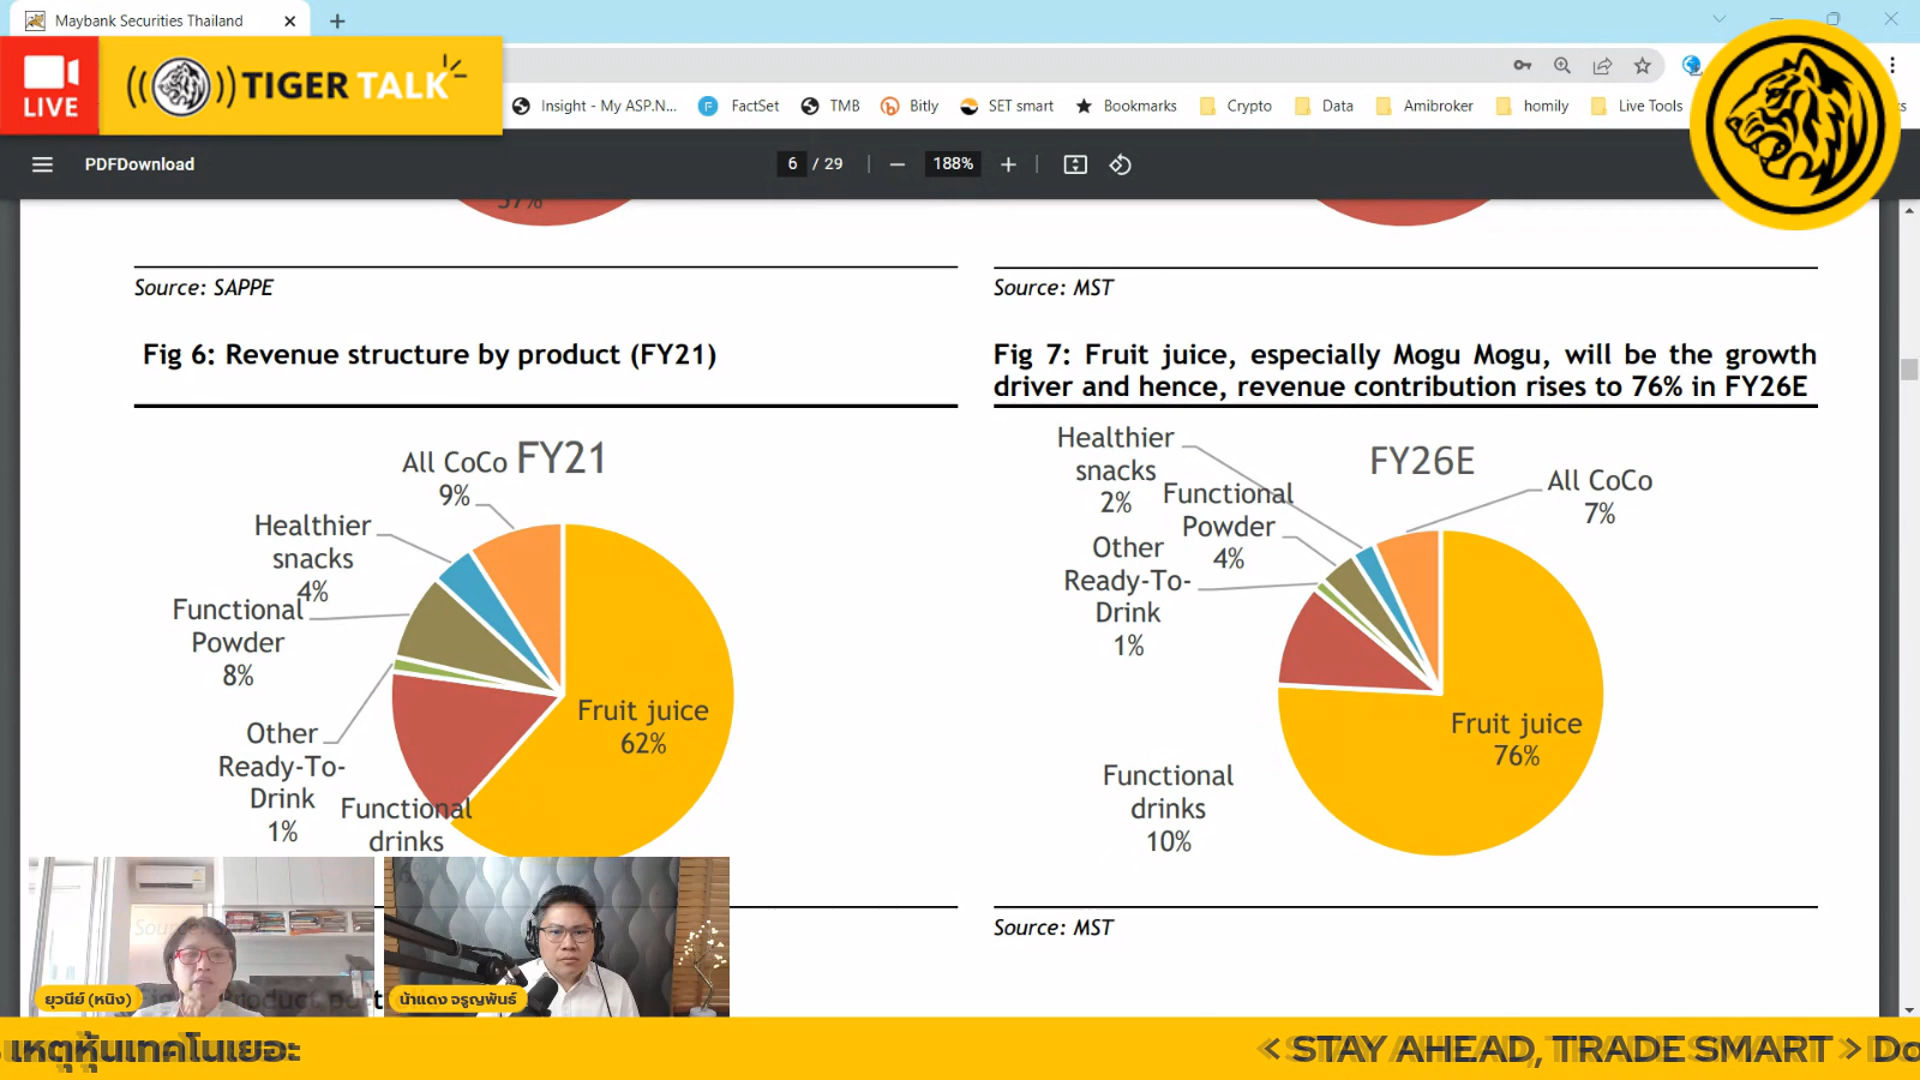 Maybank Securities Thailand
LIVE
TIGER TALK
Insight - My ASP.N...
FactSet
TMB
Bitly
SET smart
Bookmarks
Crypto
Data
Amibroker
homily
Live Tools
PDFDownload
6 / 29
188%
37%
Source: SAPPE
Source: MST
Fig 6: Revenue structure by product (FY21)
Fig 7: Fruit juice, especially Mogu Mogu, will be the growth
driver and hence, revenue contribution rises to 76% in FY26E
FY21
All CoCo
9%
Healthier
snacks
4%
Functional
Powder
8%
Other
Ready-To-
Drink
1%
Functional
drinks
Fruit juice
62%
FY26E
Healthier
snacks
2%
Functional
Powder
4%
Other
Ready-To-
Drink
1%
All CoCo
7%
Fruit juice
76%
Functional
drinks
10%
Source: MST
ยุวนีย์ (หนิง)
น้าแดง จรูญพันธ์
เหตุหุ้นเทคโนเยอะ
< STAY AHEAD, TRADE SMART >